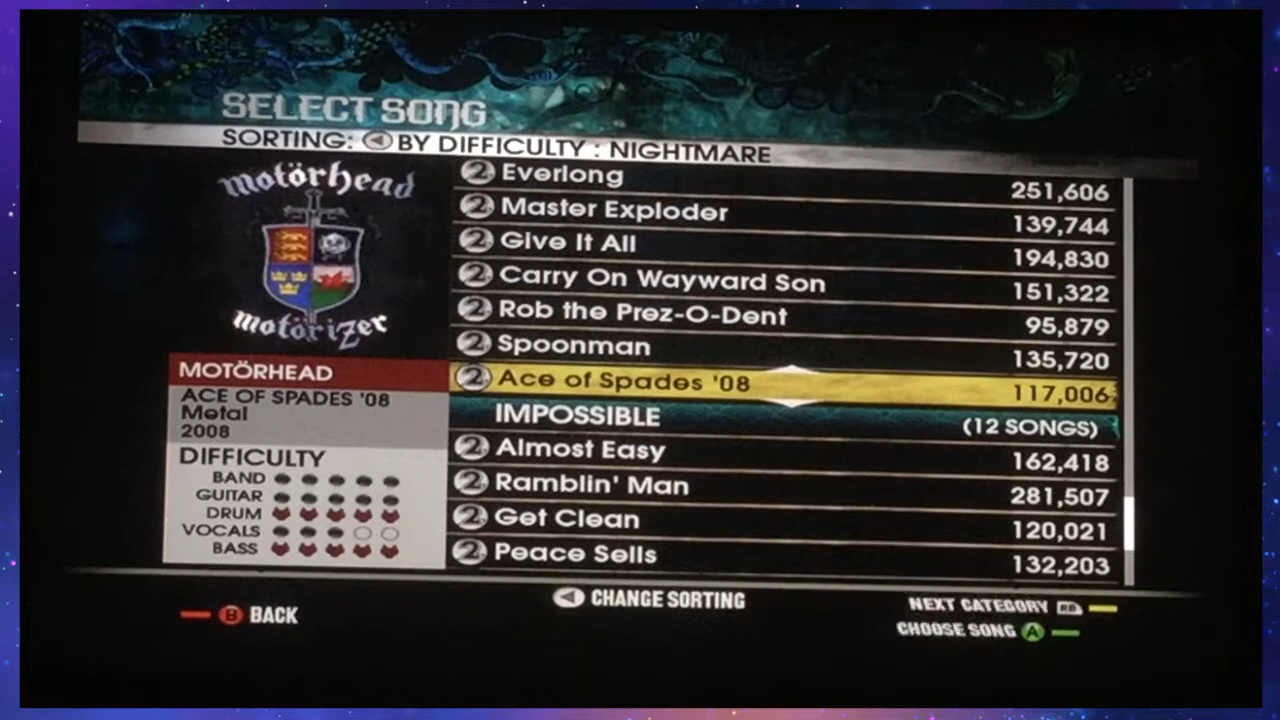 SELECT SONG
SORTING: BY DIFFICULTY : NIGHTMARE
motörhead
motörizer
2 Everlong 251,606
2 Master Exploder 139,744
2 Give It All 194,830
2 Carry On Wayward Son 151,322
2 Rob the Prez-O-Dent 95,879
2 Spoonman 135,720
2 Ace of Spades '08 117,006
IMPOSSIBLE (12 SONGS)
2 Almost Easy 162,418
2 Ramblin' Man 281,507
2 Get Clean 120,021
2 Peace Sells 132,203
MOTÖRHEAD
ACE OF SPADES '08
Metal
2008
DIFFICULTY
BAND
GUITAR
DRUM
VOCALS
BASS
B BACK
CHANGE SORTING
NEXT CATEGORY RB
CHOOSE SONG A